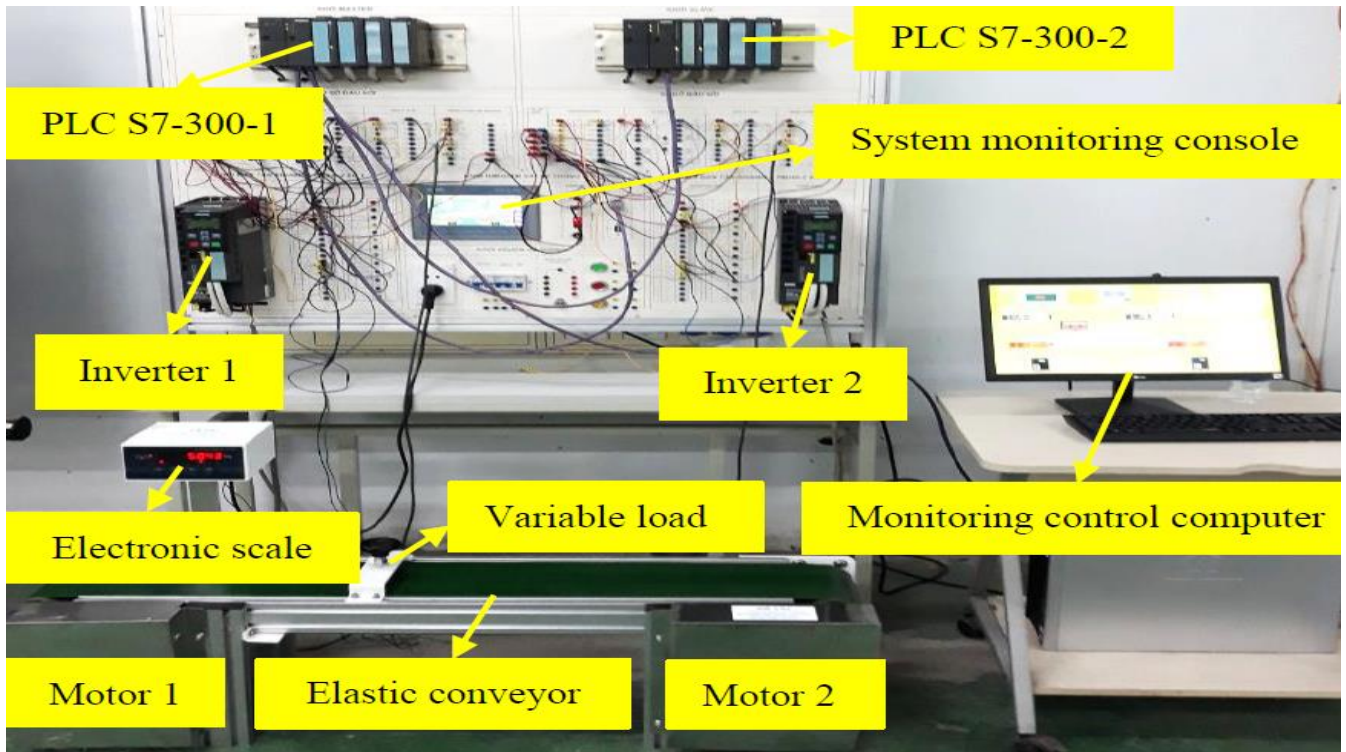 PLC S7-300-2
PLC S7-300-1
System monitoring console
Inverter 1
Inverter 2
Variable load
Monitoring control computer
Electronic scale
Motor 1
Elastic conveyor
Motor 2